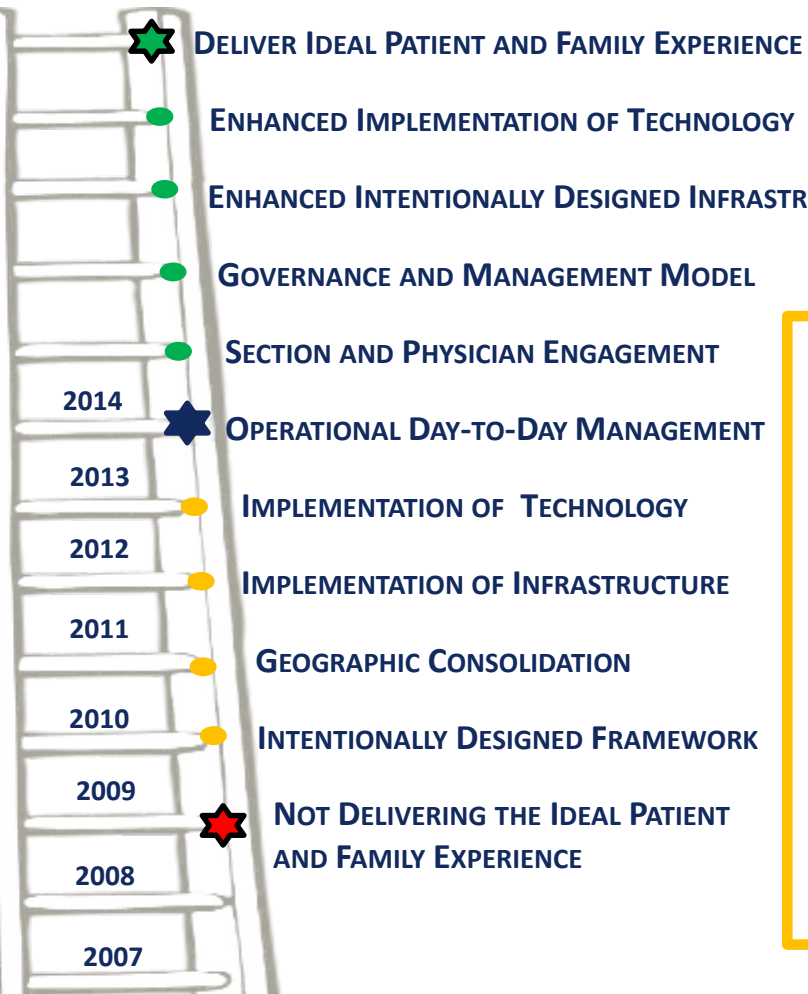 DELIVER IDEAL PATIENT AND FAMILY EXPERIENCE
ENHANCED IMPLEMENTATION OF TECHNOLOGY
ENHANCED INTENTIONALLY DESIGNED INFRASTR
GOVERNANCE AND MANAGEMENT MODEL
SECTION AND PHYSICIAN ENGAGEMENT
2014
OPERATIONAL DAY-TO-DAY MANAGEMENT
2013
IMPLEMENTATION OF TECHNOLOGY
2012
IMPLEMENTATION OF INFRASTRUCTURE
2011
GEOGRAPHIC CONSOLIDATION
2010
INTENTIONALLY DESIGNED FRAMEWORK
2009
NOT DELIVERING THE IDEAL PATIENT
AND FAMILY EXPERIENCE
2008
2007